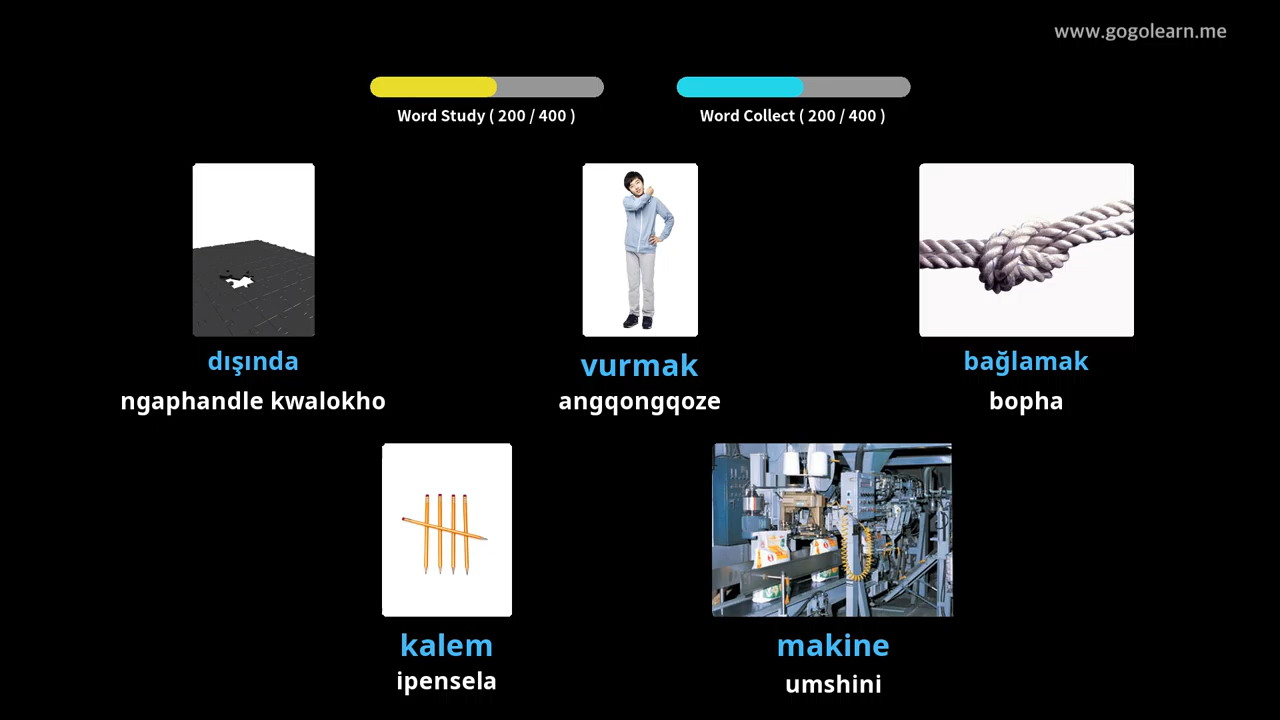 www.gogolearn.me
Word Study ( 200 / 400 )
Word Collect ( 200 / 400 )
dışında
ngaphandle kwalokho
vurmak
angqongqoze
bağlamak
bopha
kalem
ipensela
makine
umshini